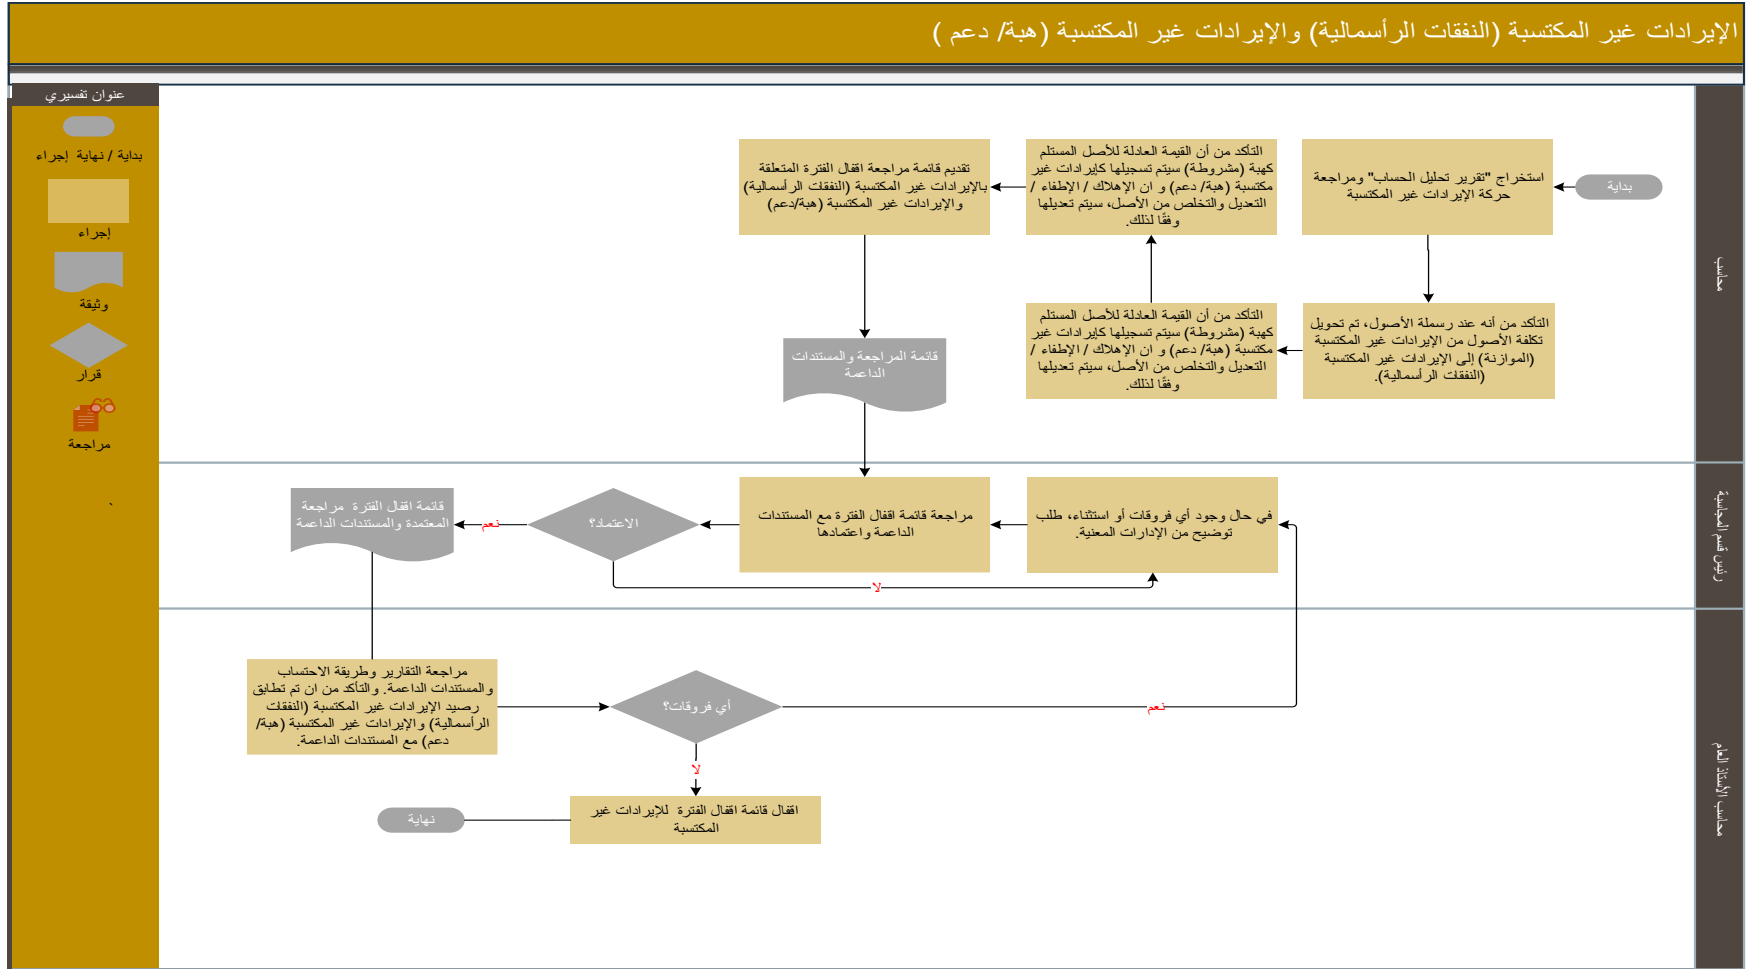 الإيرادات غير المكتسبة (النفقات الرأسمالية) والإيرادات غير المكتسبة (هبة/ دعم )
محاسب
بداية
استخراج "تقرير تحليل الحساب" ومراجعة
حركة الإيرادات غير المكتسبة
التأكد من أنه عند رسملة الأصول، تم تحويل
تكلفة الأصول من الإيرادات غير المكتسبة
(الموازنة) إلى الإيرادات غير المكتسبة
(النفقات الرأسمالية).
التأكد من أن القيمة العادلة للأصل المستلم
كهبة (مشروطة) سيتم تسجيلها كإيرادات غير
مكتسبة (هبة/ دعم) و ان الإهلاك / الإطفاء /
التعديل والتخلص من الأصل، سيتم تعديلها
وفقًا لذلك.
التأكد من أن القيمة العادلة للأصل المستلم
كهبة (مشروطة) سيتم تسجيلها كإيرادات غير
مكتسبة (هبة/ دعم) و ان الإهلاك / الإطفاء /
التعديل والتخلص من الأصل، سيتم تعديلها
وفقًا لذلك.
تقديم قائمة مراجعة اقفال الفترة المتعلقة
بالإيرادات غير المكتسبة (النفقات الرأسمالية)
والإيرادات غير المكتسبة (هبة/دعم)
قائمة المراجعة والمستندات
الداعمة
رئيس قسم المحاسبة
في حال وجود أي فروقات أو استثناء، طلب
توضيح من الإدارات المعنية.
مراجعة قائمة اقفال الفترة مع المستندات
الداعمة واعتمادها
الاعتماد؟
نعم
لا
قائمة اقفال الفترة مراجعة
المعتمدة والمستندات الداعمة
محاسب الأستاذ العام
مراجعة التقارير وطريقة الاحتساب
والمستندات الداعمة. والتأكد من ان تم تطابق
رصيد الإيرادات غير المكتسبة (النفقات
الرأسمالية) والإيرادات غير المكتسبة (هبة/
دعم) مع المستندات الداعمة.
أي فروقات؟
نعم
لا
اقفال قائمة اقفال الفترة للإيرادات غير
المكتسبة
نهاية
عنوان تفسيري
بداية / نهاية إجراء
إجراء
وثيقة
قرار
مراجعة
`